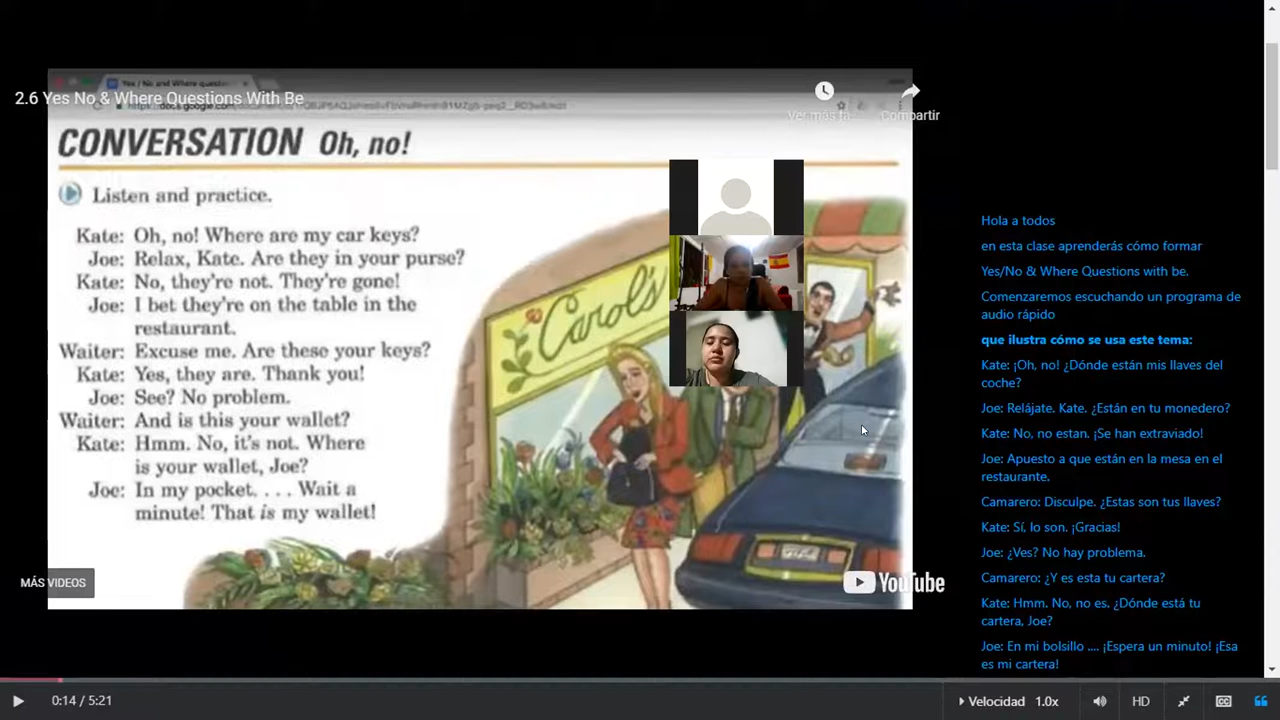 2.6 Yes No & Where Questions With Be
Compartir
CONVERSATION Oh, no!
Listen and practice.
Kate: Oh, no! Where are my car keys?
Joe: Relax, Kate. Are they in your purse?
Kate: No, they're not. They're gone!
Joe: I bet they're on the table in the
restaurant.
Waiter: Excuse me. Are these your keys?
Kate: Yes, they are. Thank you!
Joe: See? No problem.
Waiter: And is this your wallet?
Kate: Hmm. No, it's not. Where
is your wallet, Joe?
Joe: In my pocket. . . . Wait a
minute! That is my wallet!
Carol's
MÁS VIDEOS
YouTube
Hola a todos
en esta clase aprenderás cómo formar
Yes/No & Where Questions with be.
Comenzaremos escuchando un programa de
audio rápido
que ilustra cómo se usa este tema:
Kate: ¡Oh, no! ¿Dónde están mis llaves del
coche?
Joe: Relájate. Kate. ¿Están en tu monedero?
Kate: No, no estan. ¡Se han extraviado!
Joe: Apuesto a que están en la mesa en el
restaurante.
Camarero: Disculpe. ¿Estas son tus llaves?
Kate: Sí, lo son. ¡Gracias!
Joe: ¿Ves? No hay problema.
Camarero: ¿Y es esta tu cartera?
Kate: Hmm. No, no es. ¿Dónde está tu
cartera, Joe?
Joe: En mi bolsillo .... ¡Espera un minuto! ¡Esa
es mi cartera!
0:14 / 5:21
Velocidad 1.0x
HD
CC